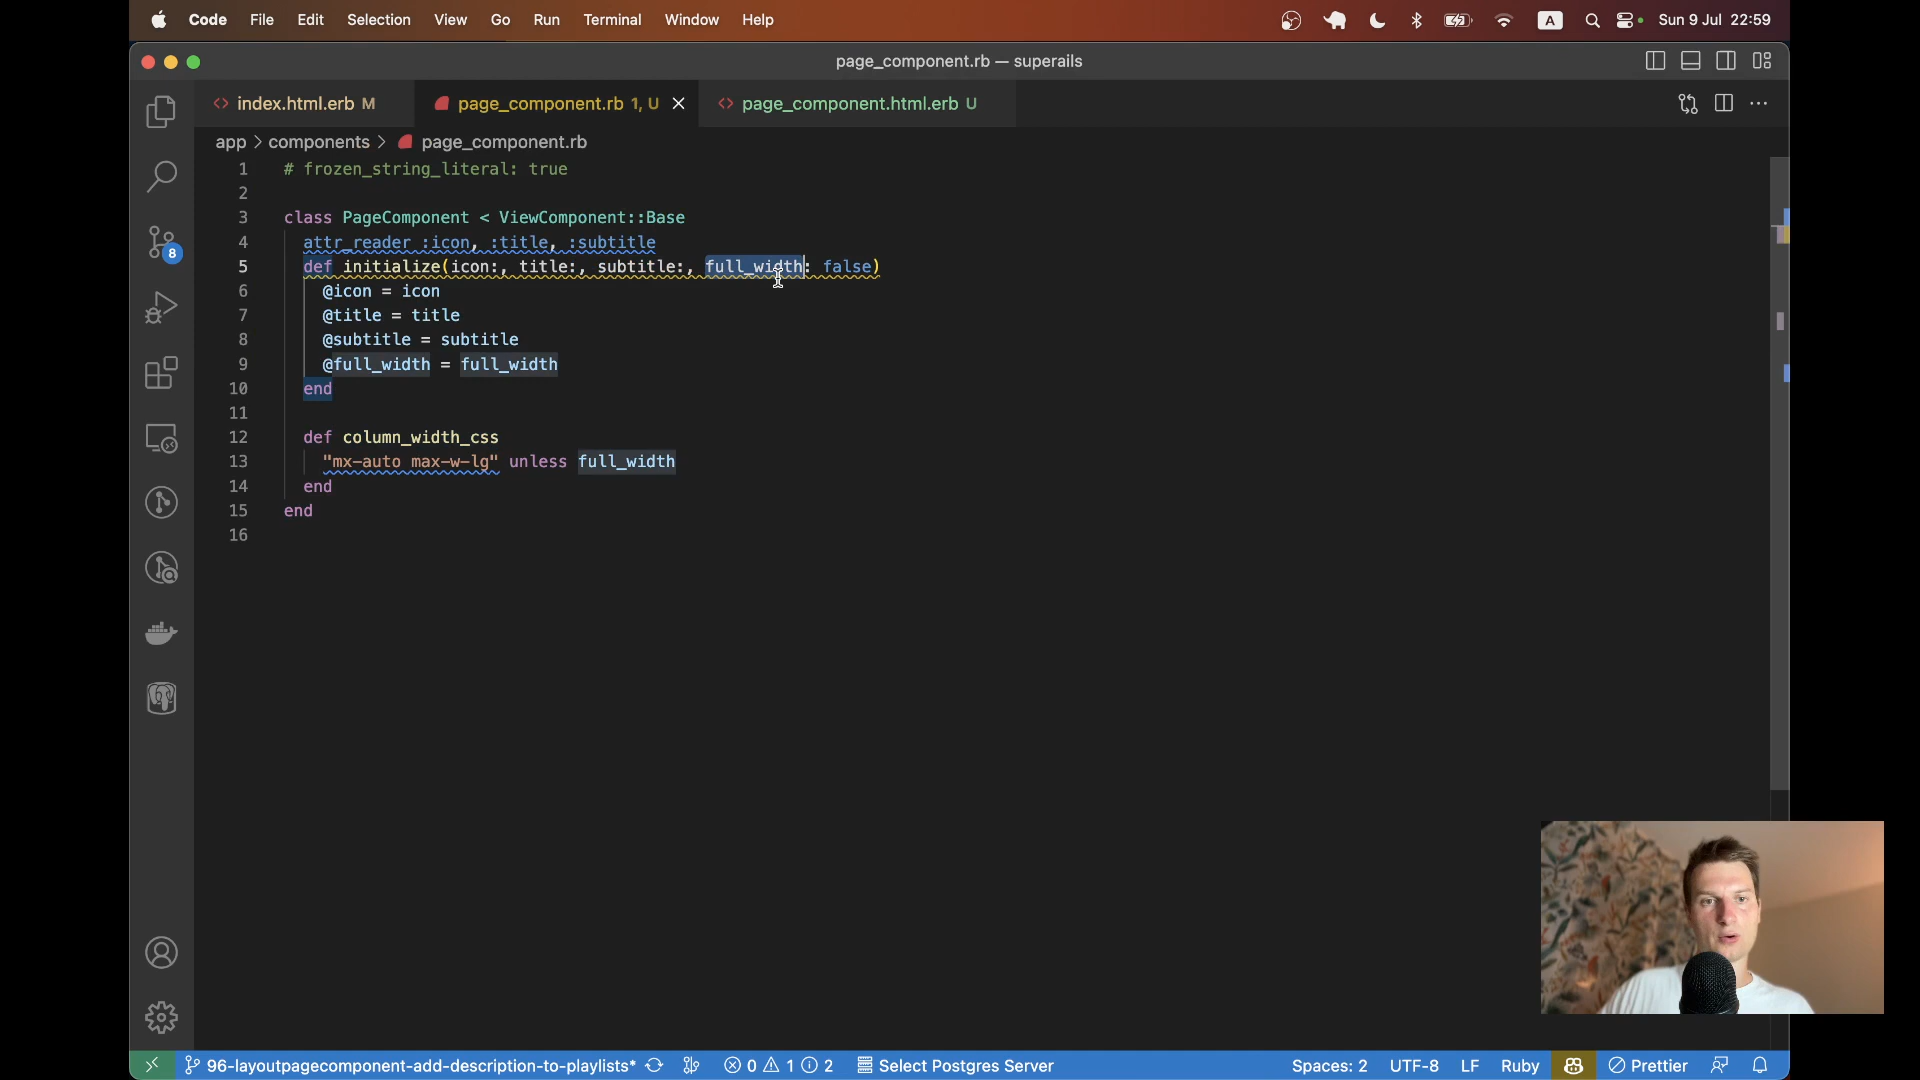 Code File Edit Selection View Go Run Terminal Window Help A Sun 9 Jul 22:59
page_component.rb — superails
<> index.html.erb M page_component.rb 1, U <> page_component.html.erb U
app > components > page_component.rb
1 # frozen_string_literal: true
2
3 class PageComponent < ViewComponent::Base
4 attr_reader :icon, :title, :subtitle
5 def initialize(icon:, title:, subtitle:, full_width: false)
6 @icon = icon
7 @title = title
8 @subtitle = subtitle
9 @full_width = full_width
10 end
11
12 def column_width_css
13 "mx-auto max-w-lg" unless full_width
14 end
15 end
16
8
96-layoutpagecomponent-add-description-to-playlists* 0 1 2 Select Postgres Server Spaces: 2 UTF-8 LF Ruby Prettier